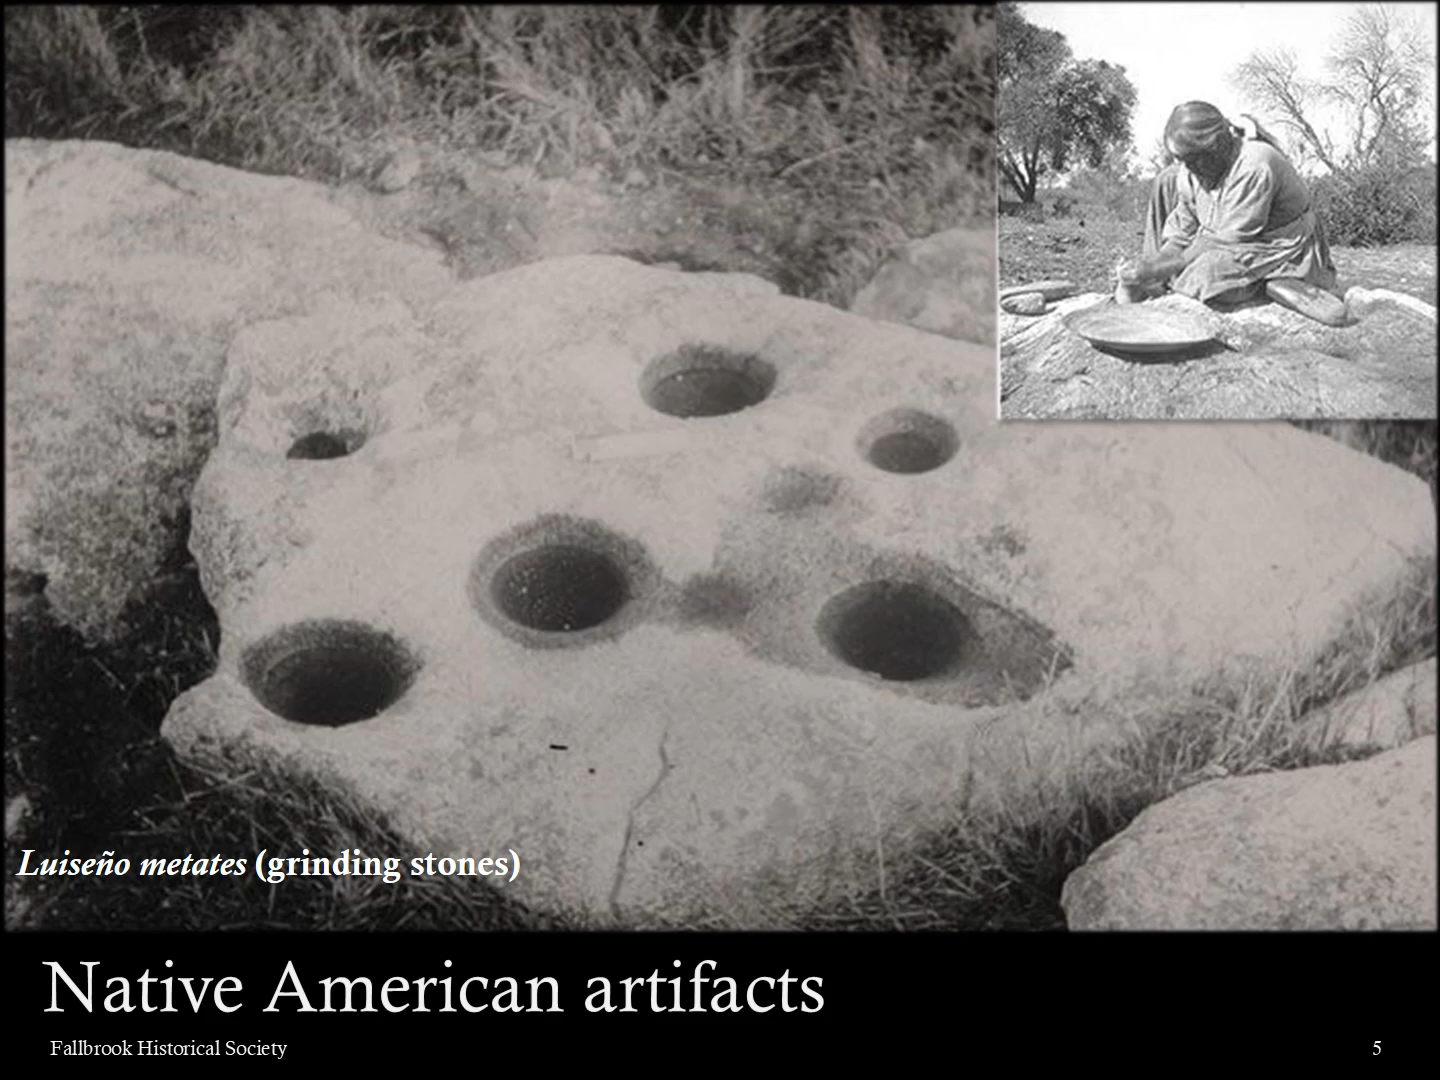 Luiseño metates (grinding stones)
Native American artifacts
Fallbrook Historical Society
5